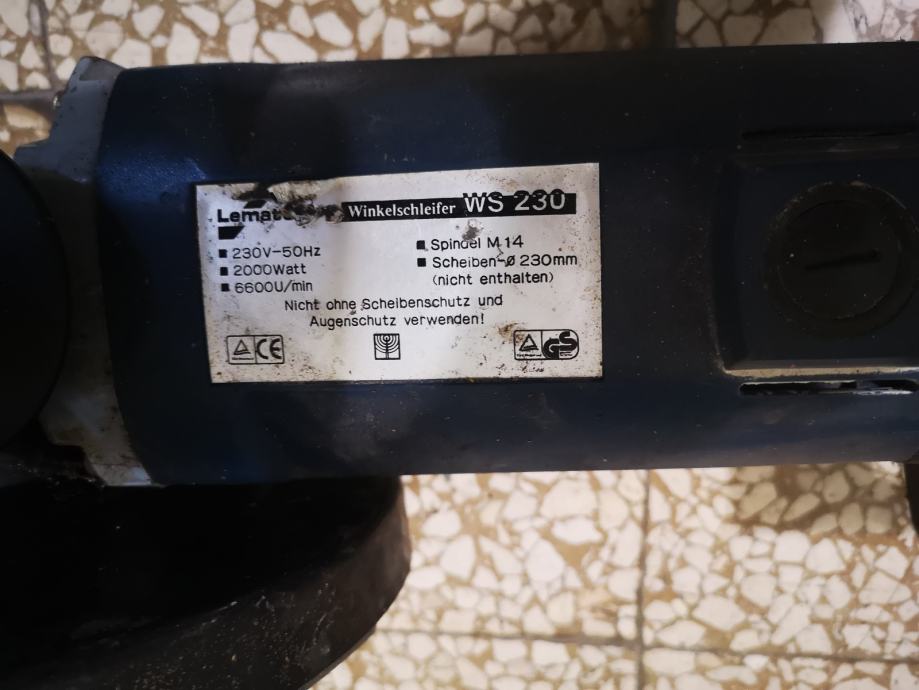 Winkelschleifer WS 230
230V-50Hz
2000Watt
6600U/min
Spindel M14
Scheiben-ø 230mm
(nicht enthalten)
Nicht ohne Scheibenschutz und
Augenschutz verwenden!
CE
GS